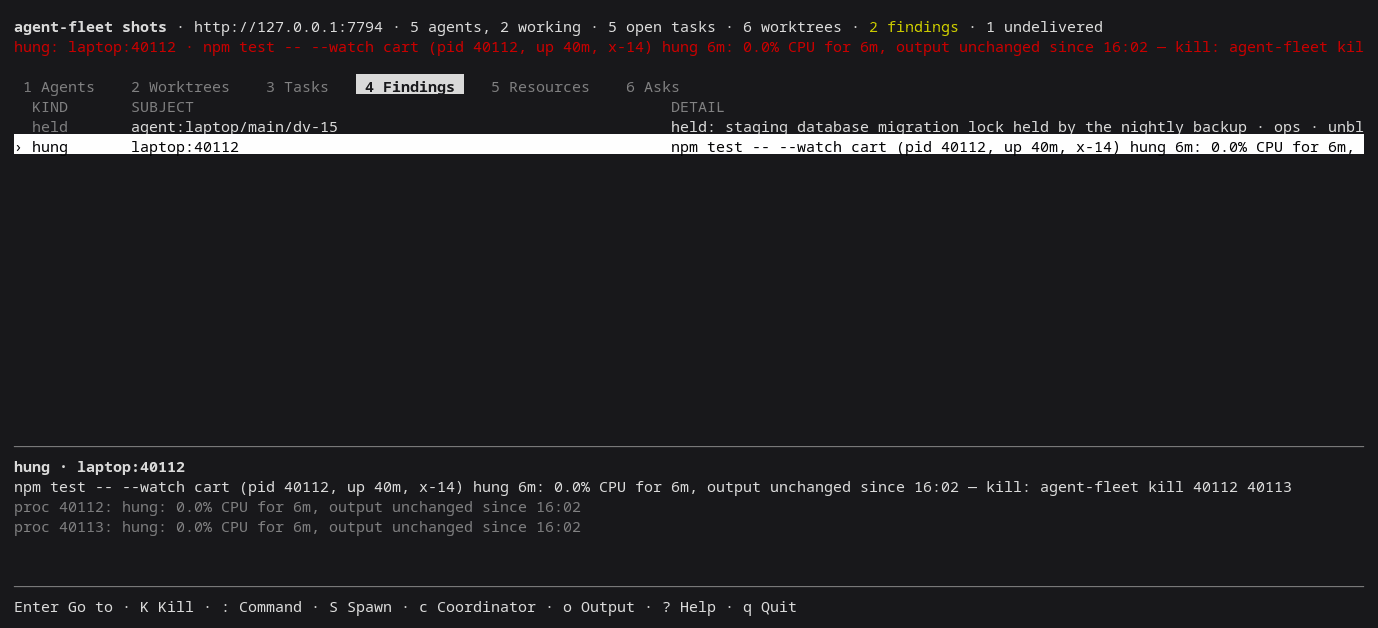 agent-fleet shots · http://127.0.0.1:7794 · 5 agents, 2 working · 5 open tasks · 6 worktrees · 2 findings · 1 undelivered
hung: laptop:40112 · npm test -- --watch cart (pid 40112, up 40m, x-14) hung 6m: 0.0% CPU for 6m, output unchanged since 16:02 — kill: agent-fleet kil
1 Agents 2 Worktrees 3 Tasks 4 Findings 5 Resources 6 Asks
KIND SUBJECT DETAIL
held agent:laptop/main/dv-15 held: staging database migration lock held by the nightly backup · ops · unbl
› hung laptop:40112 npm test -- --watch cart (pid 40112, up 40m, x-14) hung 6m: 0.0% CPU for 6m,
hung · laptop:40112
npm test -- --watch cart (pid 40112, up 40m, x-14) hung 6m: 0.0% CPU for 6m, output unchanged since 16:02 — kill: agent-fleet kill 40112 40113
proc 40112: hung: 0.0% CPU for 6m, output unchanged since 16:02
proc 40113: hung: 0.0% CPU for 6m, output unchanged since 16:02
Enter Go to · K Kill · : Command · S Spawn · c Coordinator · o Output · ? Help · q Quit